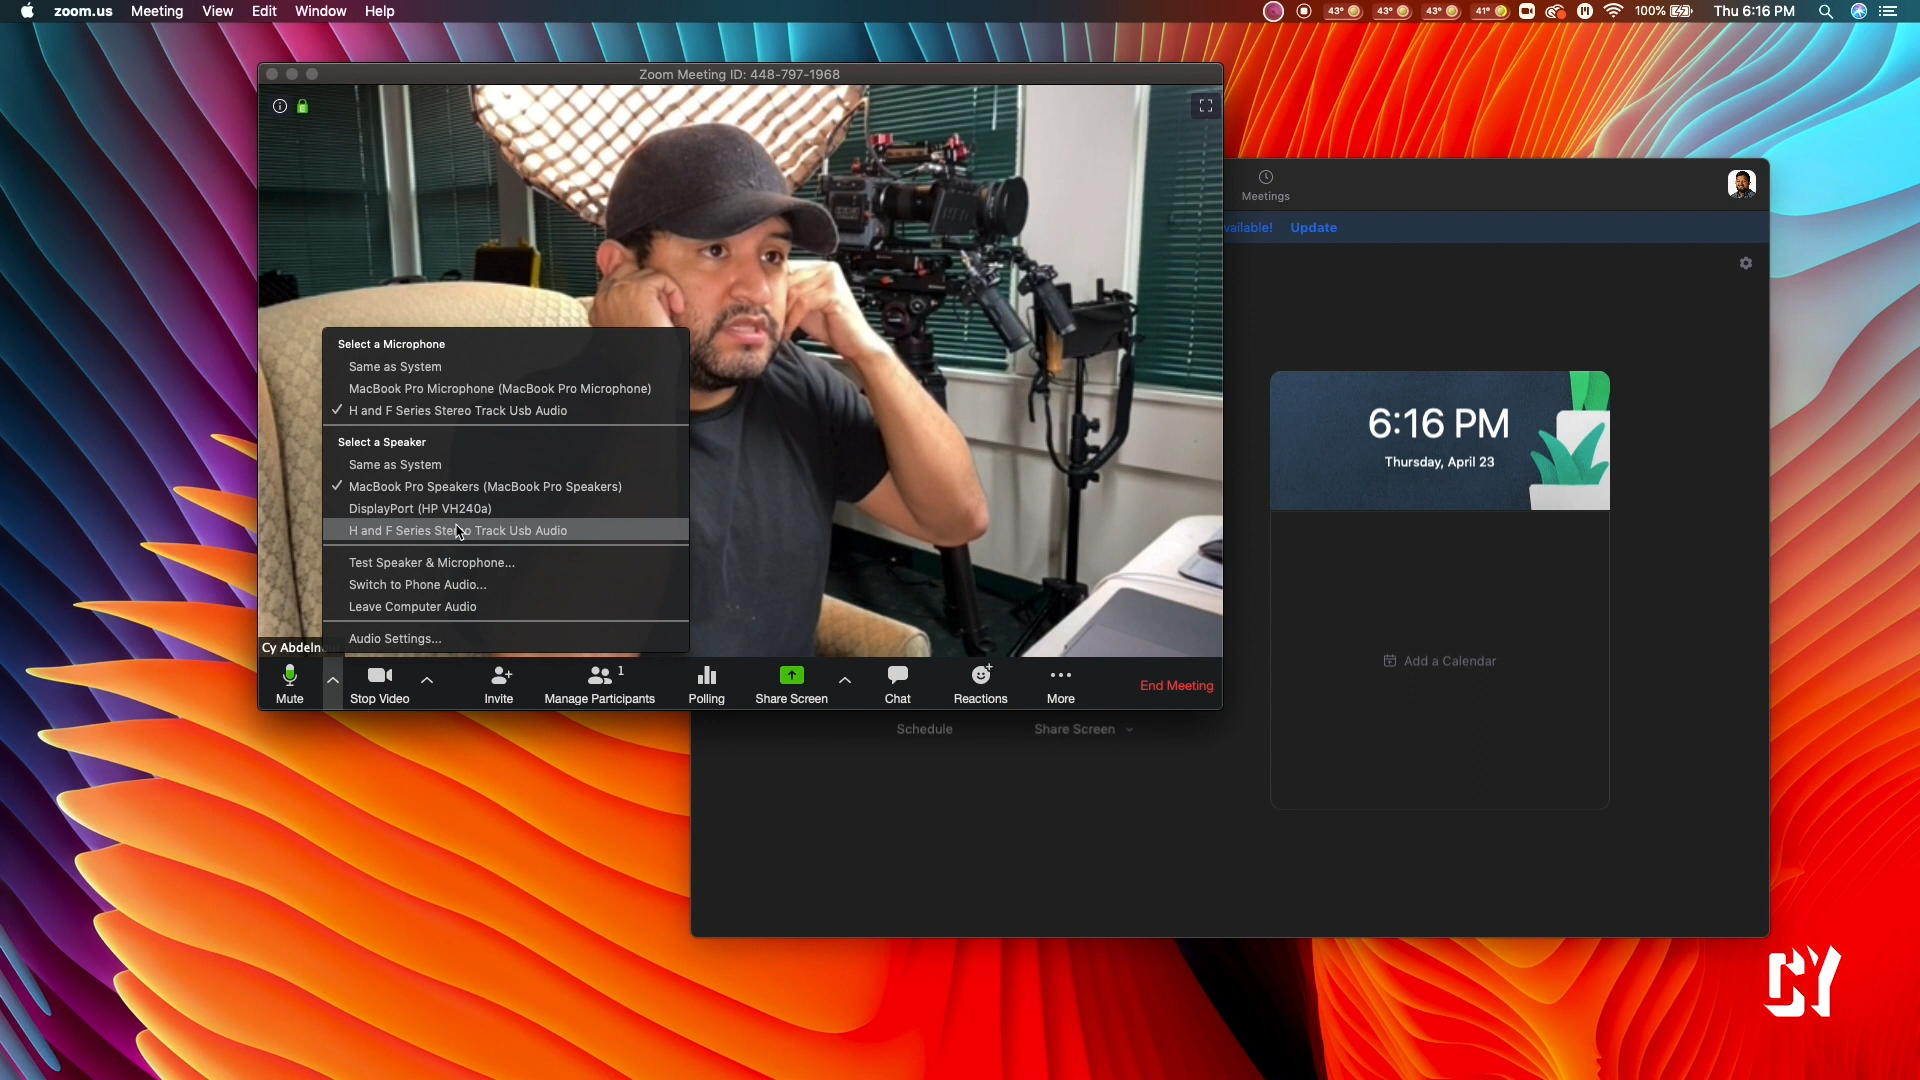 zoom.us Meeting View Edit Window Help
43° 43° 43° 41° 100% Thu 6:16 PM
Zoom Meeting ID: 448-797-1968
Meetings
vailable! Update
Select a Microphone
Same as System
MacBook Pro Microphone (MacBook Pro Microphone)
✓ H and F Series Stereo Track Usb Audio
Select a Speaker
Same as System
✓ MacBook Pro Speakers (MacBook Pro Speakers)
DisplayPort (HP VH240a)
H and F Series Stereo Track Usb Audio
Test Speaker & Microphone...
Switch to Phone Audio...
Leave Computer Audio
Audio Settings...
Cy Abdeln
Mute Stop Video Invite Manage Participants 1 Polling Share Screen Chat Reactions More End Meeting
6:16 PM
Thursday, April 23
Add a Calendar
Schedule Share Screen
CY